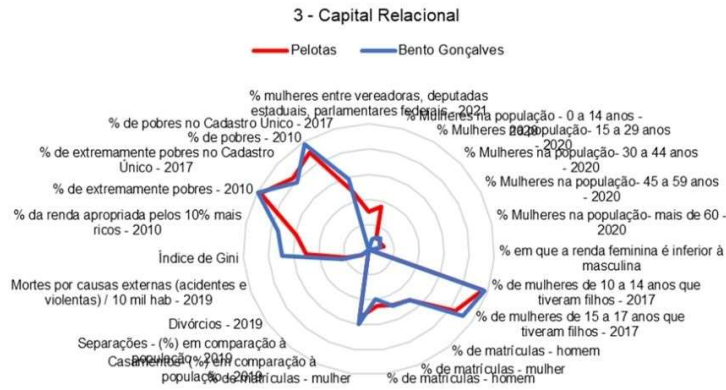 3 - Capital Relacional
Pelotas
Bento Gonçalves
% mulheres entre vereadoras, deputadas
estaduais, parlamentares federais - 2021
% Mulheres na população - 0 a 14 anos -
2020
% Mulheres na população- 15 a 29 anos
- 2020
% Mulheres na população- 30 a 44 anos
- 2020
% Mulheres na população- 45 a 59 anos
- 2020
% Mulheres na população- mais de 60 -
2020
% em que a renda feminina é inferior à
masculina
% de mulheres de 10 a 14 anos que
tiveram filhos - 2017
% de mulheres de 15 a 17 anos que
tiveram filhos - 2017
% de matrículas - homem
% de matrículas - mulher
% de matrículas - homem
% de matrículas - mulher
Casamentos- (%) em comparação à
população - 2019
Separações - (%) em comparação à
população - 2019
Divórcios - 2019
Mortes por causas externas (acidentes e
violentas) / 10 mil hab - 2019
Índice de Gini
% da renda apropriada pelos 10% mais
ricos - 2010
% de extremamente pobres - 2010
% de extremamente pobres no Cadastro
Único - 2017
% de pobres - 2010
% de pobres no Cadastro Único - 2017